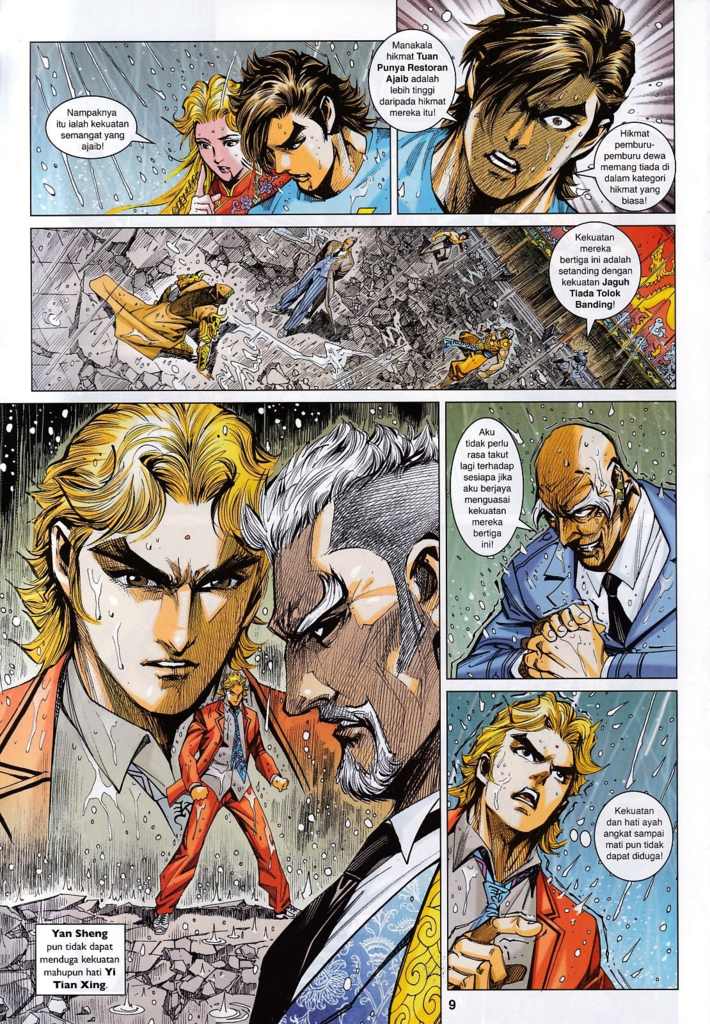 Nampaknya
itu ialah kekuatan
semangat yang
ajaib!
Manakala
hikmat Tuan
Punya Restoran
Ajaib adalah
lebih tinggi
daripada hikmat
mereka itu!
Hikmat
pemburu-
pemburu dewa
memang tiada di
dalam kategori
hikmat yang
biasa!
Kekuatan
mereka
bertiga ini adalah
setanding dengan
kekuatan Jaguh
Tiada Tolok
Banding!
Aku
tidak perlu
rasa takut
lagi terhadap
sesiapa jika
aku berjaya
menguasai
kekuatan
mereka
bertiga
ini!
Yan Sheng
pun tidak dapat
menduga kekuatan
mahupun hati Yi
Tian Xing.
Kekuatan
dan hati ayah
angkat sampai
mati pun tidak
dapat diduga!
9